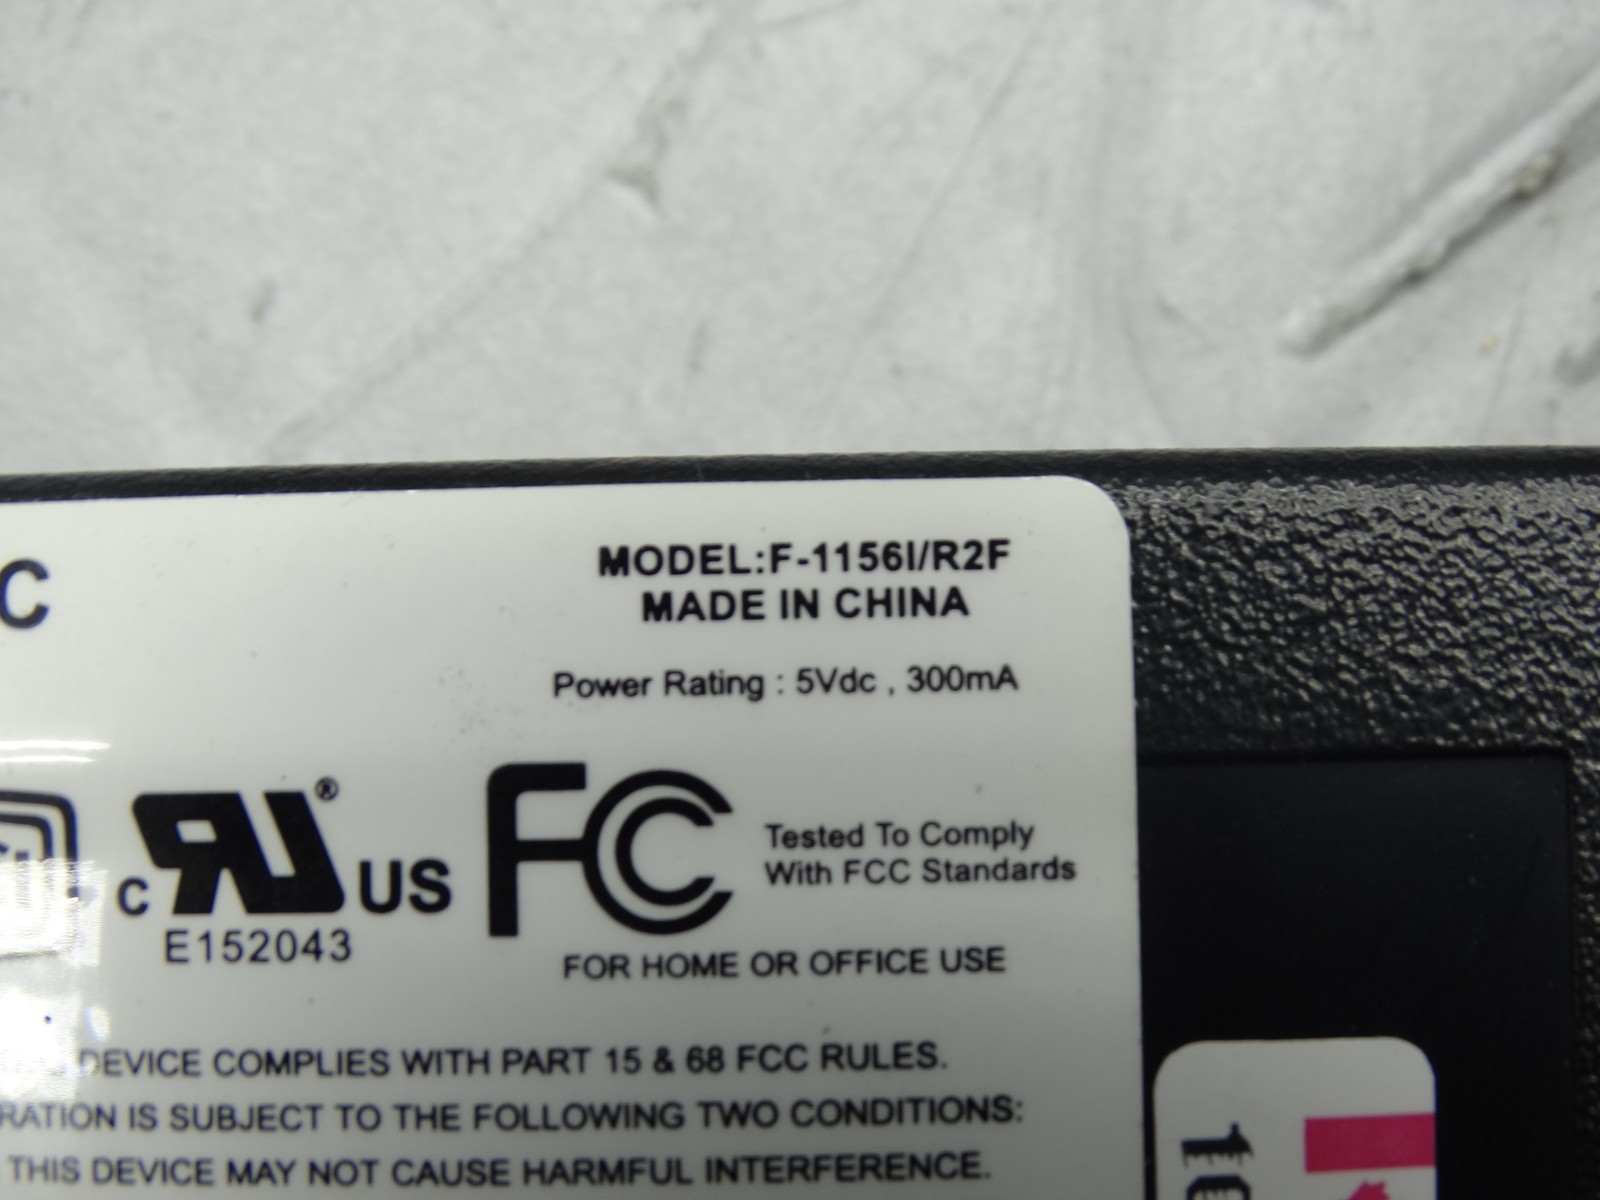 C
MODEL:F-1156I/R2F
MADE IN CHINA
Power Rating : 5Vdc , 300mA
c RU ® US
E152043
FC
Tested To Comply
With FCC Standards
FOR HOME OR OFFICE USE
DEVICE COMPLIES WITH PART 15 & 68 FCC RULES.
RATION IS SUBJECT TO THE FOLLOWING TWO CONDITIONS:
THIS DEVICE MAY NOT CAUSE HARMFUL INTERFERENCE.